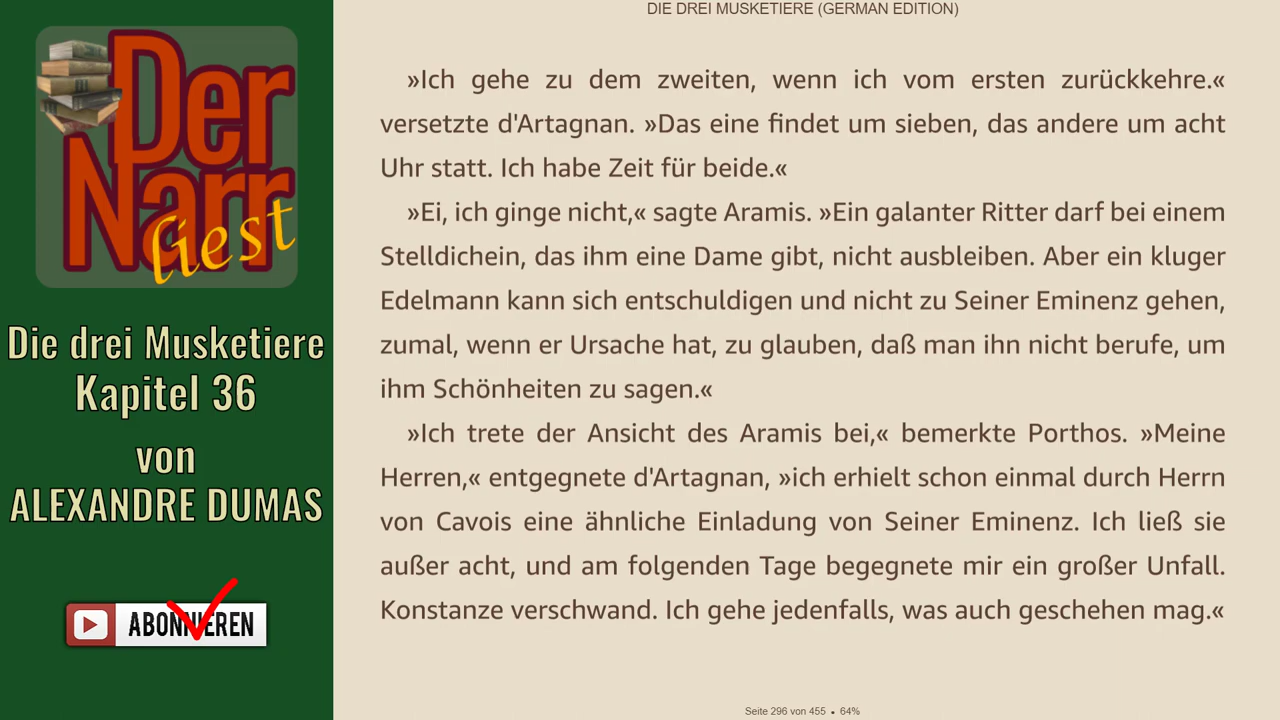 Der
Narr
liest
Die drei Musketiere
Kapitel 36
von
ALEXANDRE DUMAS
ABONNIEREN
DIE DREI MUSKETIERE (GERMAN EDITION)
»Ich gehe zu dem zweiten, wenn ich vom ersten zurückkehre.«
versetzte d'Artagnan. »Das eine findet um sieben, das andere um acht
Uhr statt. Ich habe Zeit für beide.«
»Ei, ich ginge nicht,« sagte Aramis. »Ein galanter Ritter darf bei einem
Stelldichein, das ihm eine Dame gibt, nicht ausbleiben. Aber ein kluger
Edelmann kann sich entschuldigen und nicht zu Seiner Eminenz gehen,
zumal, wenn er Ursache hat, zu glauben, daß man ihn nicht berufe, um
ihm Schönheiten zu sagen.«
»Ich trete der Ansicht des Aramis bei,« bemerkte Porthos. »Meine
Herren,« entgegnete d'Artagnan, »ich erhielt schon einmal durch Herrn
von Cavois eine ähnliche Einladung von Seiner Eminenz. Ich ließ sie
außer acht, und am folgenden Tage begegnete mir ein großer Unfall.
Konstanze verschwand. Ich gehe jedenfalls, was auch geschehen mag.«
Seite 296 von 455 • 64%